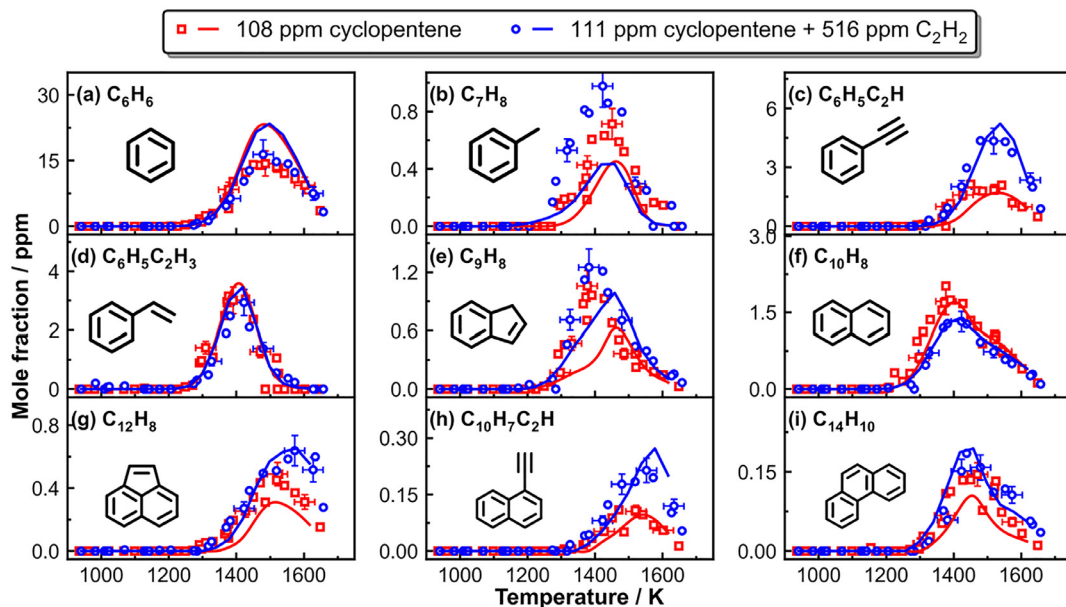 108 ppm cyclopentene 111 ppm cyclopentene + 516 ppm C₂H₂
(a) C₆H₆ (b) C₇H₈ (c) C₆H₅C₂H
30 15 0
0.8 0.4 0.0
6 3 0
(d) C₆H₅C₂H₃ (e) C₉H₈ (f) C₁₀H₈
4 2 0
1.2 0.6 0.0
3.0 1.5 0.0
(g) C₁₂H₈ (h) C₁₀H₇C₂H (i) C₁₄H₁₀
0.8 0.4 0.0
0.30 0.15 0.00
0.30 0.15 0.00
1000 1200 1400 1600 1000 1200 1400 1600 1000 1200 1400 1600
Mole fraction / ppm
Temperature / K